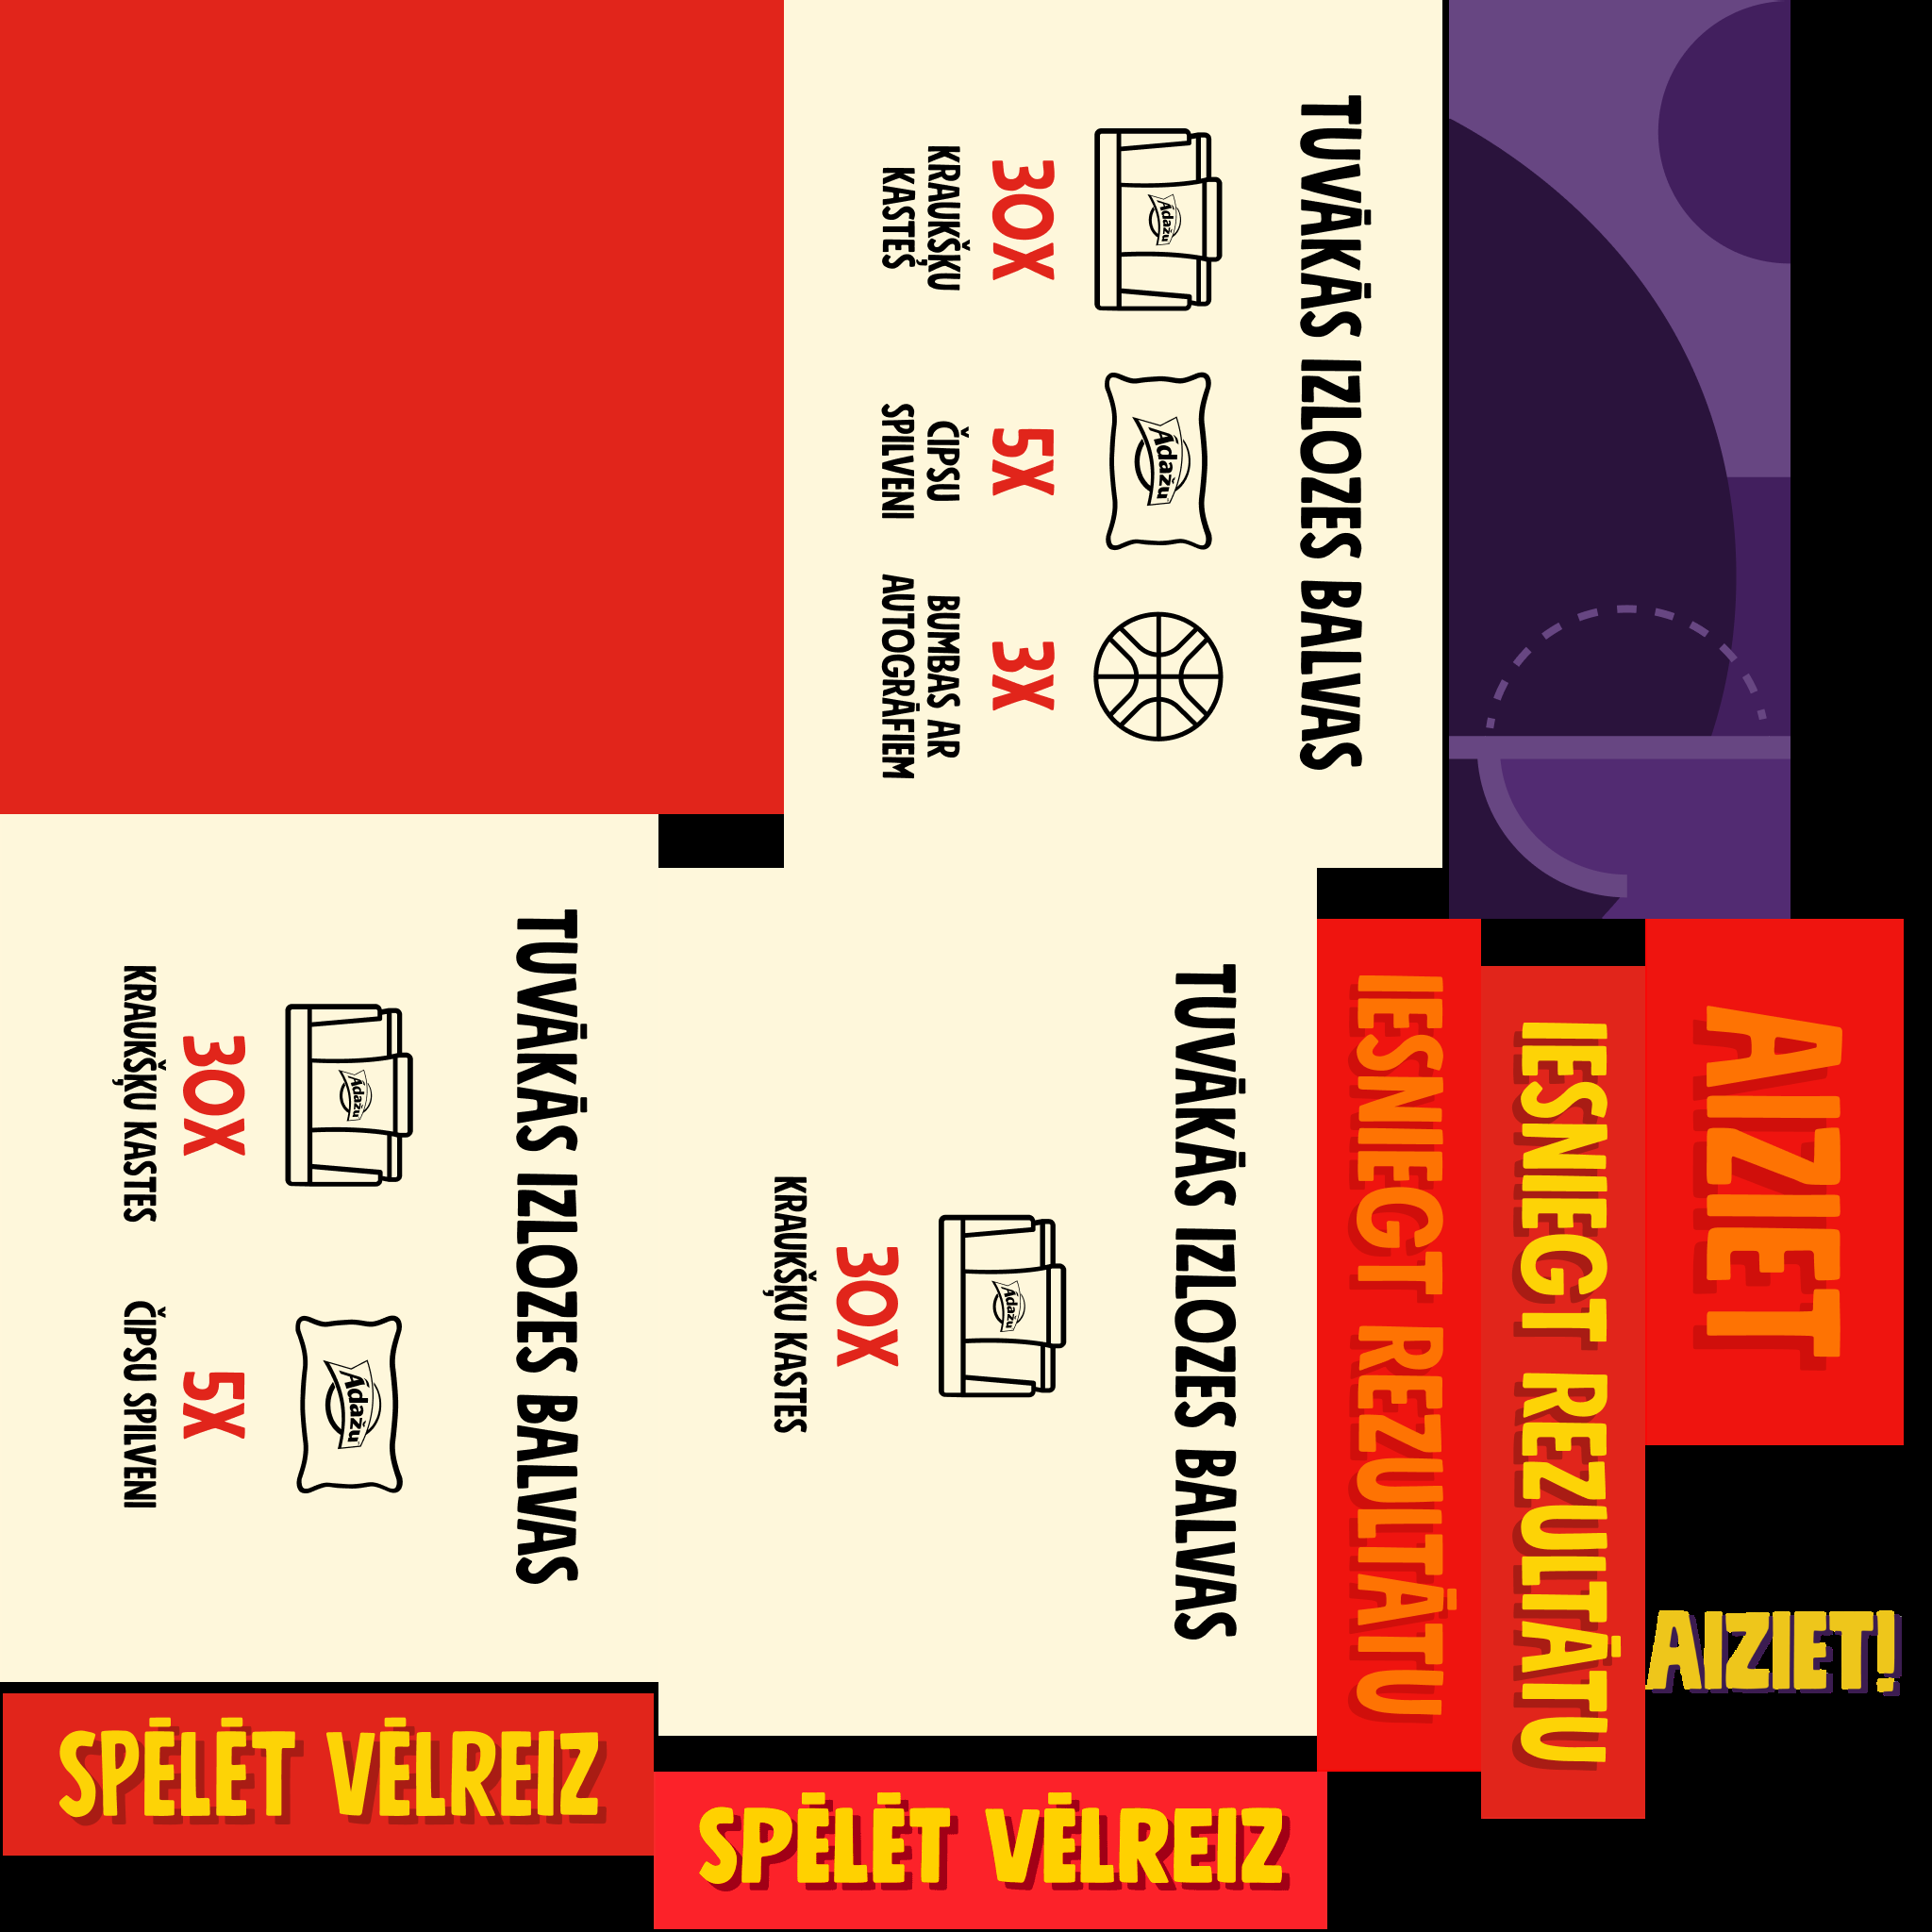 TUVĀKĀS IZLOZES BALVAS
Ādažu
30X
KRAUKŠĶU
KASTES
Ādažu
5X
ČIPSU
SPILVENI
3X
BUMBAS AR
AUTOGRĀFIEM
TUVĀKĀS IZLOZES BALVAS
Ādažu
30X
KRAUKŠĶU KASTES
Ādažu
5X
ČIPSU SPILVENI
TUVĀKĀS IZLOZES BALVAS
Ādažu
30X
KRAUKŠĶU KASTES
IESNIEGT REZULTĀTU
IESNIEGT REZULTĀTU
AIZIET
AIZIET!
SPĒLĒT VĒLREIZ
SPĒLĒT VĒLREIZ